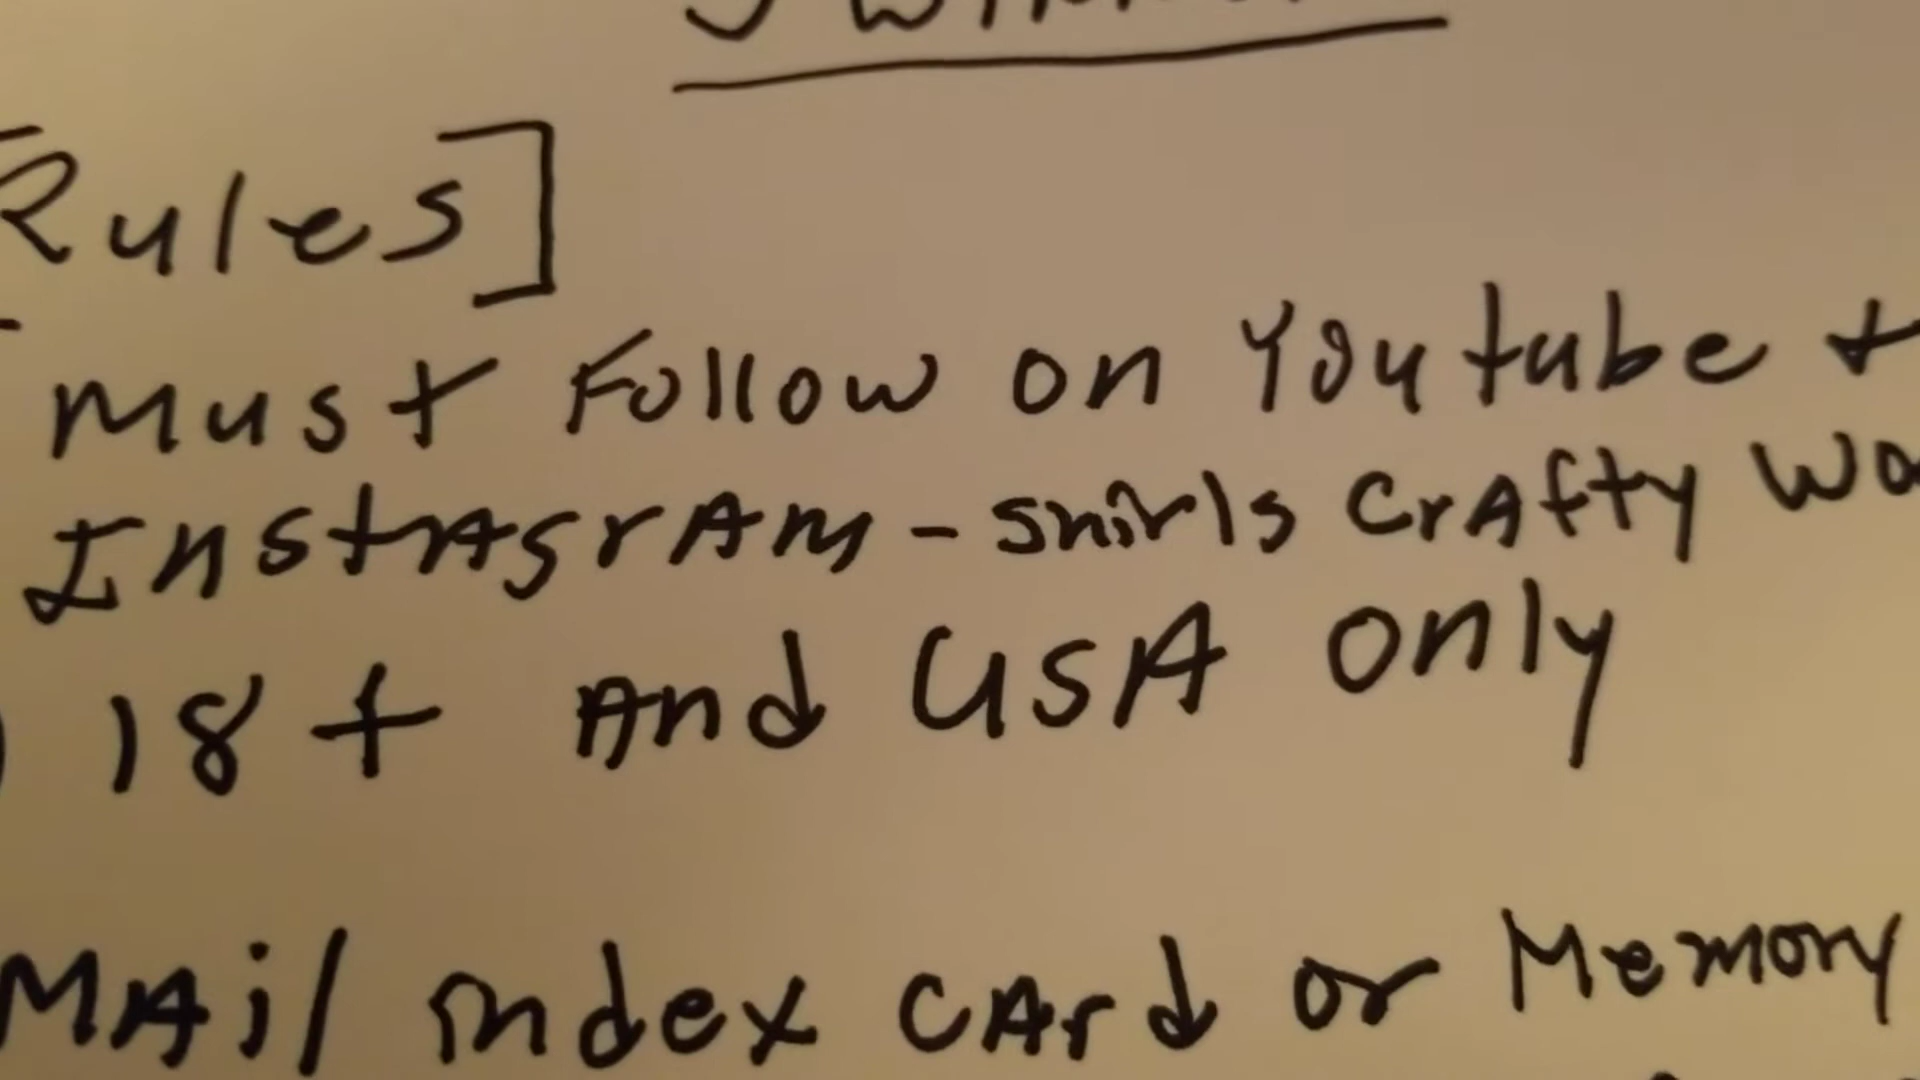 [Rules]
Must Follow on Youtube +
Instagram - Shirls Crafty
18+ And USA only
MAil index CArd or Memory